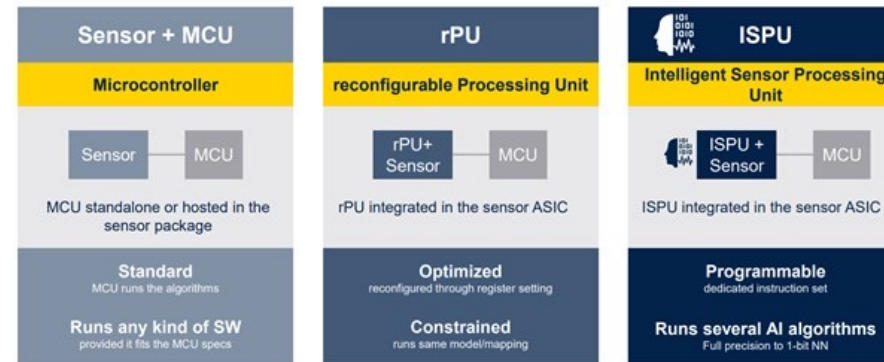 Sensor + MCU
Microcontroller
Sensor
MCU
MCU standalone or hosted in the
sensor package
Standard
MCU runs the algorithms
Runs any kind of SW
provided it fits the MCU specs
rPU
reconfigurable Processing Unit
rPU+
Sensor
MCU
rPU integrated in the sensor ASIC
Optimized
reconfigured through register setting
Constrained
runs same model/mapping
ISPU
Intelligent Sensor Processing
Unit
ISPU +
Sensor
MCU
ISPU integrated in the sensor ASIC
Programmable
dedicated instruction set
Runs several AI algorithms
Full precision to 1-bit NN